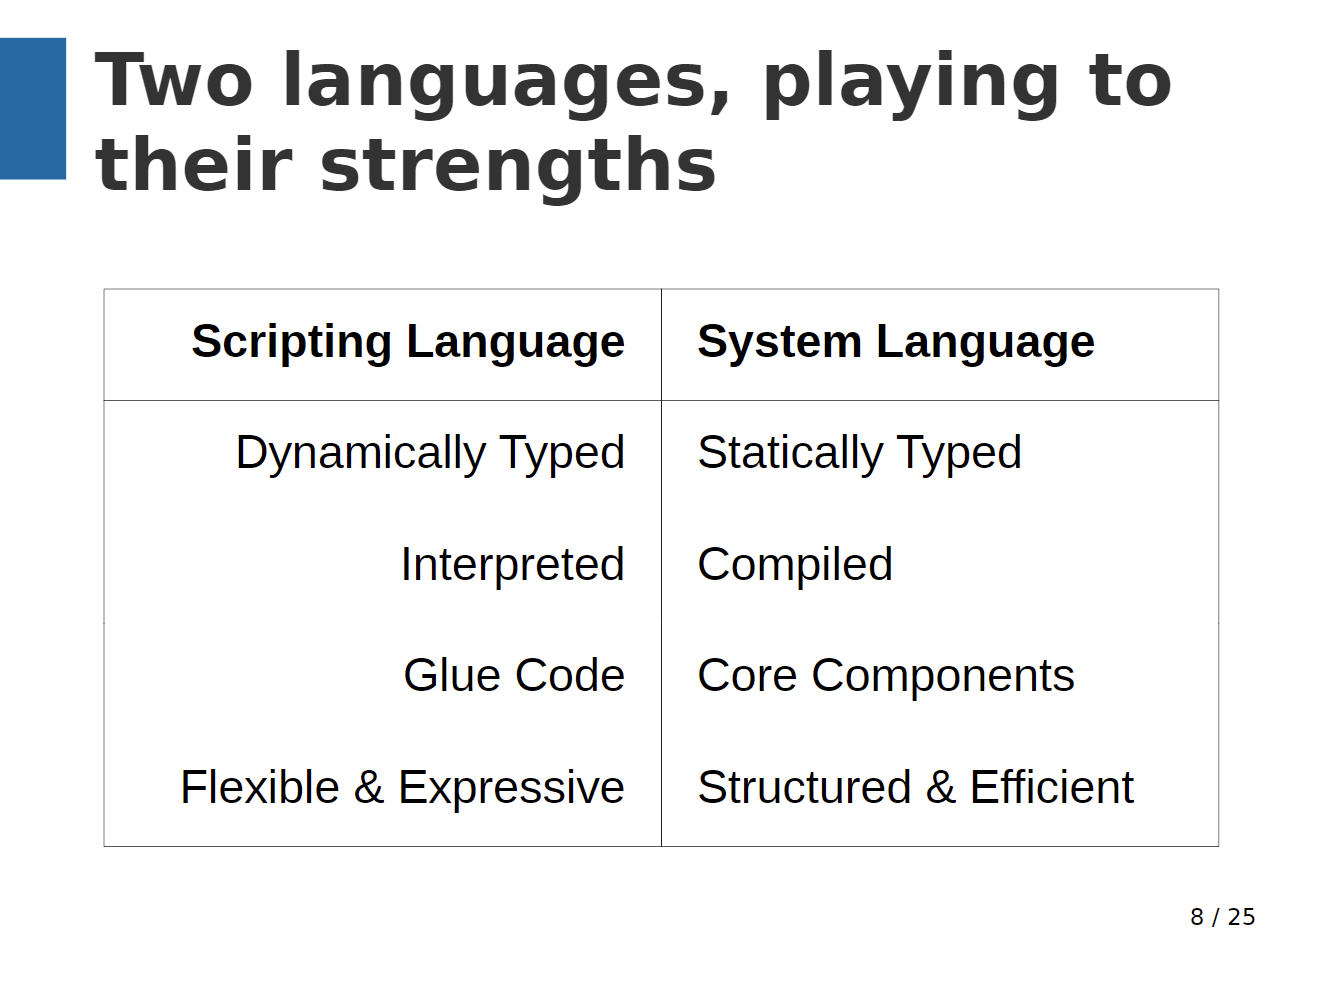 Two languages, playing to
their strengths
Scripting Language System Language
Dynamically Typed Statically Typed
Interpreted Compiled
Glue Code Core Components
Flexible & Expressive Structured & Efficient
8 / 25